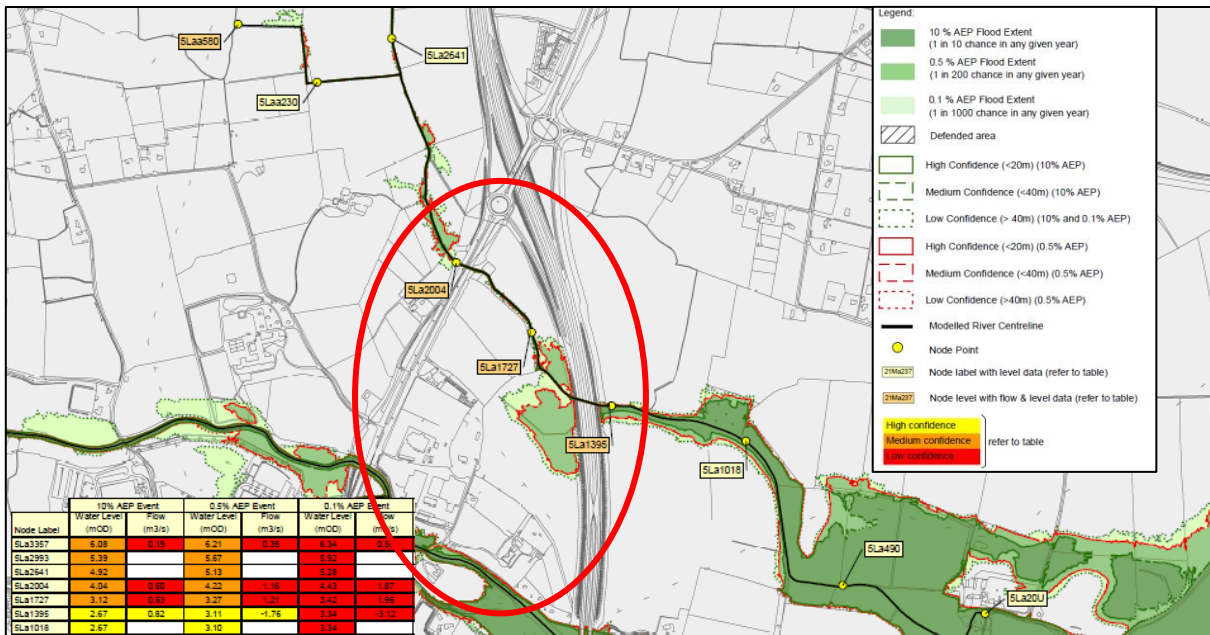 5Laa580
5La2641
5Laa230
5La2004
5La1727
5La1395
5La1018
5La490
5La20U
Legend:
10 % AEP Flood Extent
(1 in 10 chance in any given year)
0.5 % AEP Flood Extent
(1 in 200 chance in any given year)
0.1 % AEP Flood Extent
(1 in 1000 chance in any given year)
Defended area
High Confidence (<20m) (10% AEP)
Medium Confidence (<40m) (10% AEP)
Low Confidence (> 40m) (10% and 0.1% AEP)
High Confidence (<20m) (0.5% AEP)
Medium Confidence (<40m) (0.5% AEP)
Low Confidence (>40m) (0.5% AEP)
Modelled River Centreline
Node Point
21Ma237 Node label with level data (refer to table)
21Ma237 Node level with flow & level data (refer to table)
High confidence
Medium confidence refer to table
Low confidence
10% AEP Event 0.5% AEP Event 0.1% AEP Event
Water Level Flow Water Level Flow Water Level Flow
Node Label (mOD) (m3/s) (mOD) (m3/s) (mOD)
5La3357 6.08 0.19 6.21 0.36 6.34
5La2993 5.39 5.67 5.92
5La2641 4.92 5.13 5.28
5La2004 4.04 0.60 4.22 1.16 4.43 1.87
5La1727 3.12 0.63 3.27 1.21 3.42 1.96
5La1395 2.67 0.82 3.11 -1.76 3.34 -3.12
5La1018 2.67 3.10 3.34